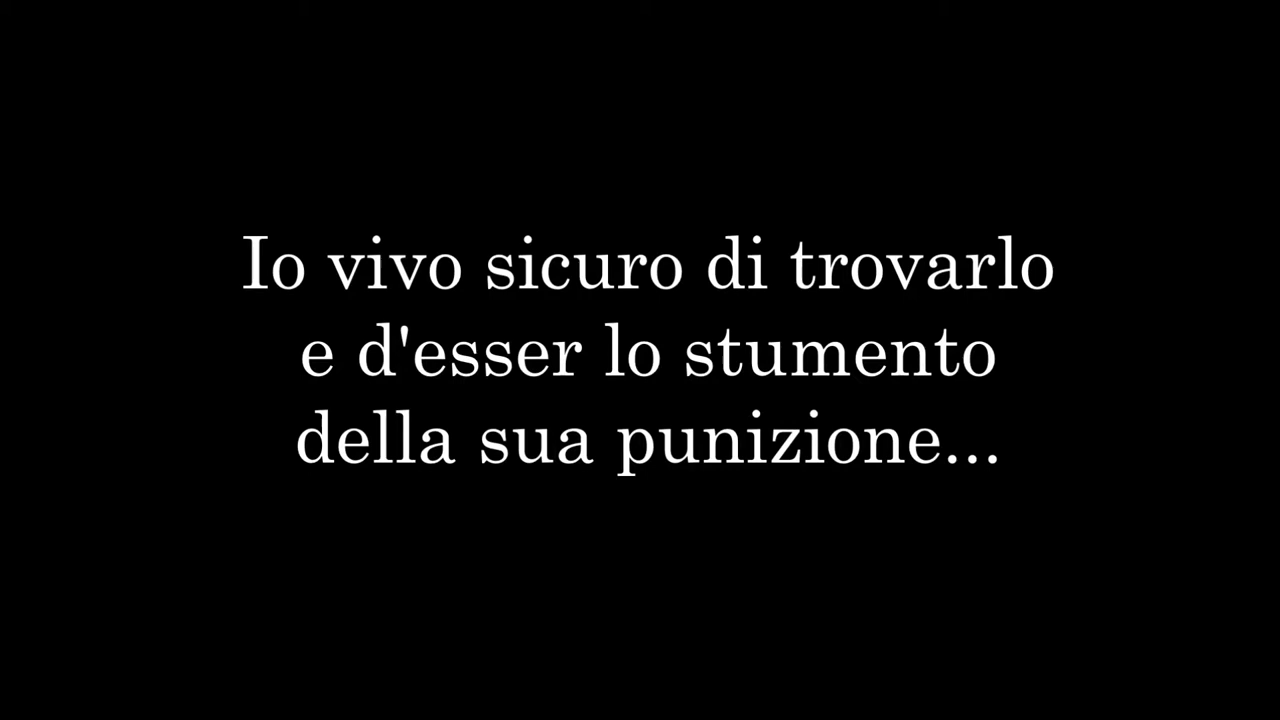 Io vivo sicuro di trovarlo
e d'esser lo stumento
della sua punizione...